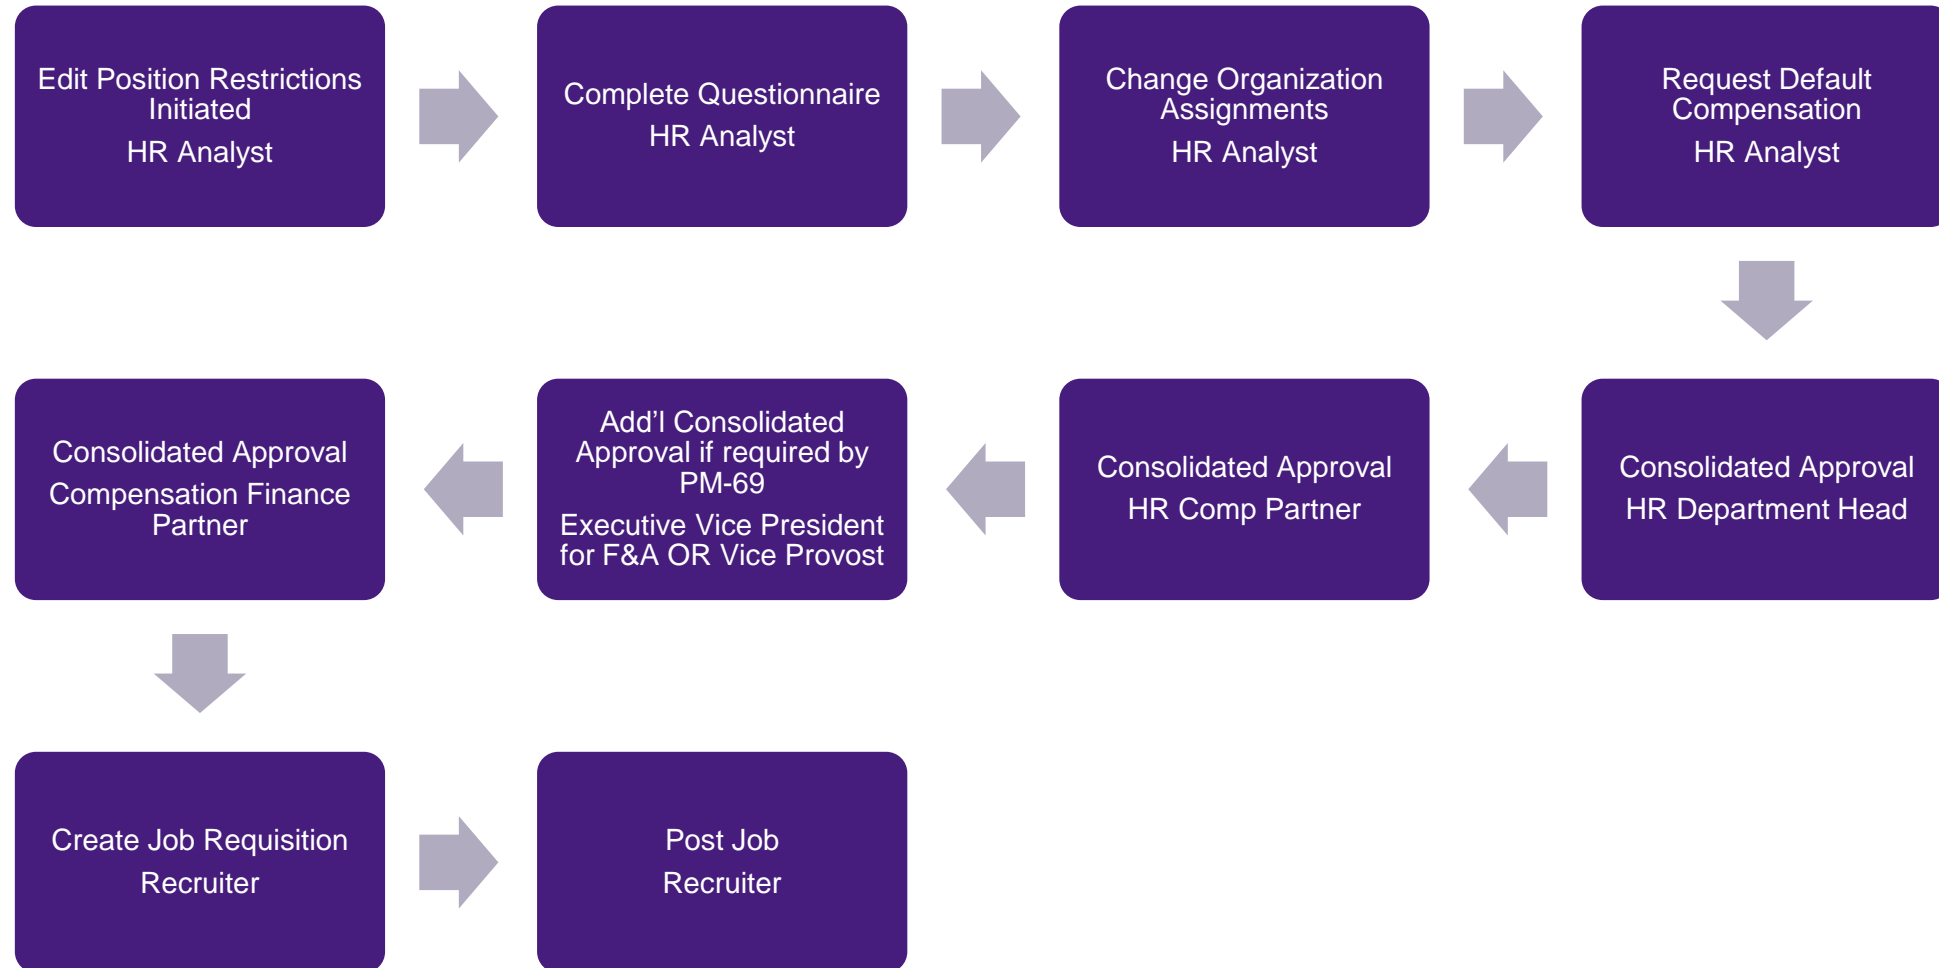 Edit Position Restrictions
Initiated
HR Analyst
Complete Questionnaire
HR Analyst
Change Organization
Assignments
HR Analyst
Request Default
Compensation
HR Analyst
Consolidated Approval
HR Department Head
Consolidated Approval
HR Comp Partner
Add’l Consolidated
Approval if required by
PM-69
Executive Vice President
for F&A OR Vice Provost
Consolidated Approval
Compensation Finance
Partner
Create Job Requisition
Recruiter
Post Job
Recruiter